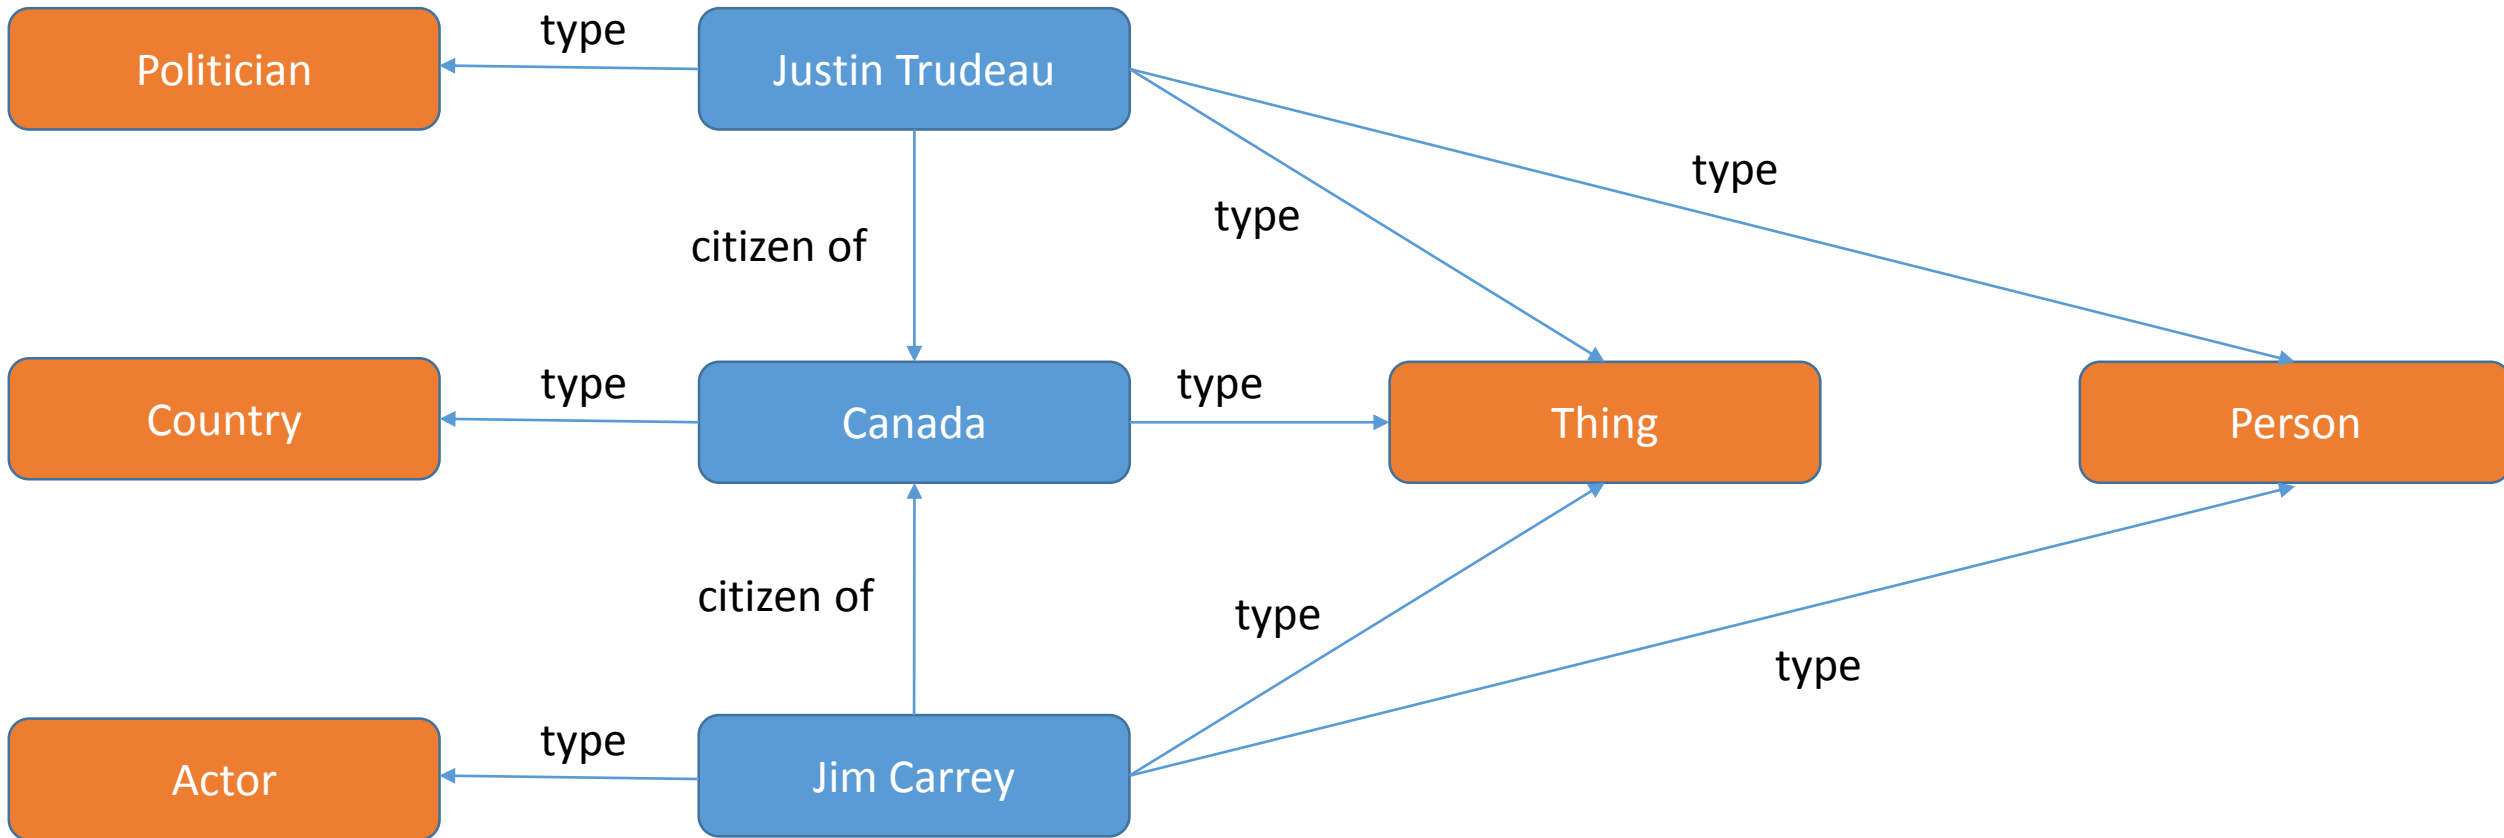 type
Politician
Justin Trudeau
type
type
citizen of
type
type
Country
Canada
Thing
Person
citizen of
type
type
type
Actor
Jim Carrey